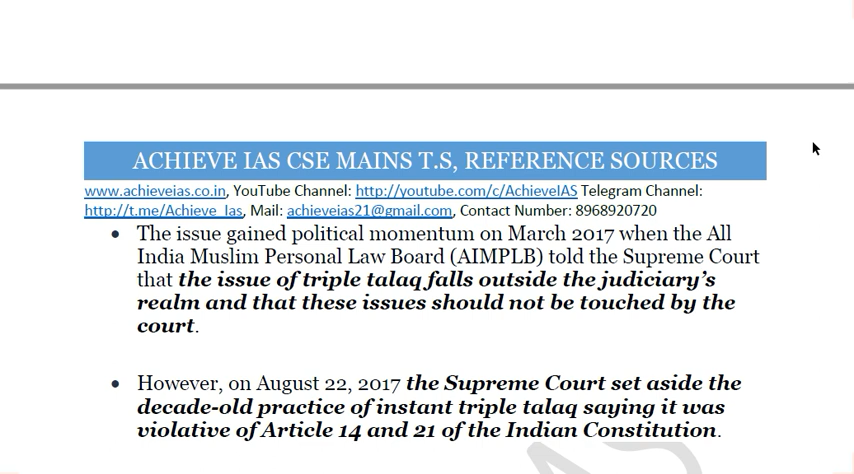 ACHIEVE IAS CSE MAINS T.S, REFERENCE SOURCES
www.achieveias.co.in, YouTube Channel: http://youtube.com/c/AchieveIAS Telegram Channel:
http://t.me/Achieve_Ias, Mail: achieveias21@gmail.com, Contact Number: 8968920720
• The issue gained political momentum on March 2017 when the All
India Muslim Personal Law Board (AIMPLB) told the Supreme Court
that the issue of triple talaq falls outside the judiciary’s
realm and that these issues should not be touched by the
court.
• However, on August 22, 2017 the Supreme Court set aside the
decade-old practice of instant triple talaq saying it was
violative of Article 14 and 21 of the Indian Constitution.